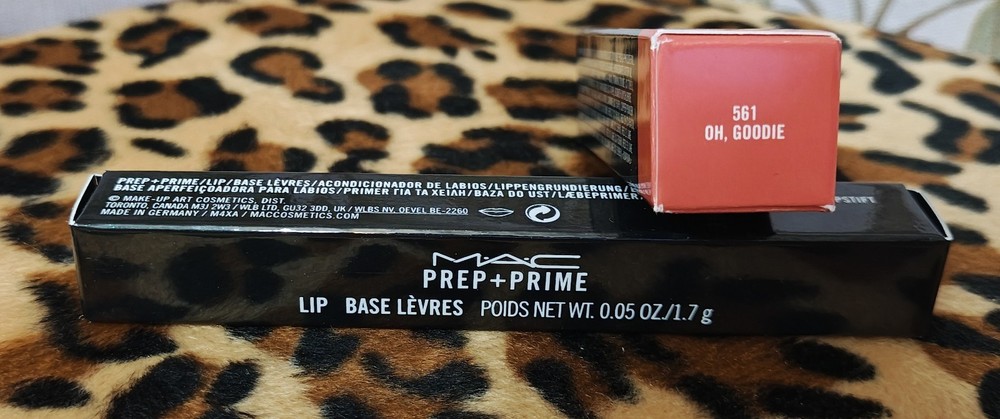 561
OH, GOODIE
PREP+PRIME/LIP/BASE LÈVRES/ACONDICIONADOR DE LABIOS/LIPPENGRUNDIERUNG/
BASE APERFEIÇOADORA PARA LÁBIOS/PRIMER ΓΙΑ ΤΑ ΧΕΙΛΗ/BAZA DO UST/LÆBEPRIMER
© MAKE-UP ART COSMETICS, DIST.
TORONTO, CANADA M3J 2W3/WLB LTD, GU32 3DD, UK/WLBS NV, OEVEL BE-2260
MADE IN GERMANY / M4XA / MACCOSMETICS.COM
MAC
PREP+PRIME
LIP BASE LÈVRES POIDS NET WT. 0.05 OZ./1.7 g